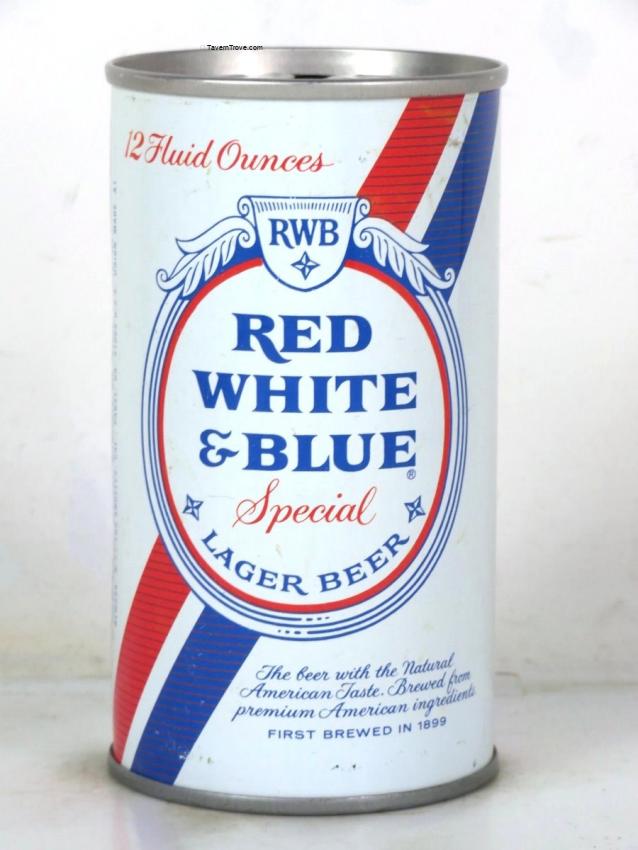 © TavernTrove.com
12 Fluid Ounces
RWB
RED
WHITE
& BLUE®
Special
LAGER BEER
The beer with the Natural
American Taste. Brewed from
premium American ingredients.
FIRST BREWED IN 1899